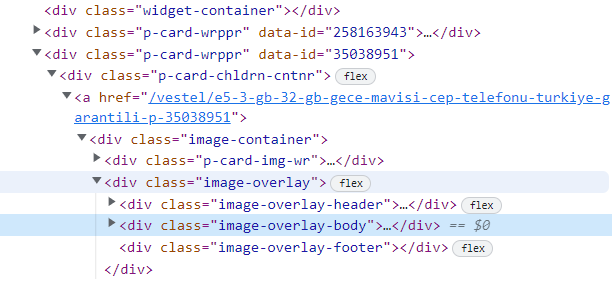 <div class="widget-container"></div>
<div class="p-card-wrppr" data-id="258163943">…</div>
<div class="p-card-wrppr" data-id="35038951">
<div class="p-card-chldrn-cntnr"> flex
<a href="/vestel/e5-3-gb-32-gb-gece-mavisi-cep-telefonu-turkiye-g
arantili-p-35038951">
<div class="image-container">
<div class="p-card-img-wr">…</div>
<div class="image-overlay"> flex
<div class="image-overlay-header">…</div> flex
<div class="image-overlay-body">…</div> == $0
<div class="image-overlay-footer"></div> flex
</div>